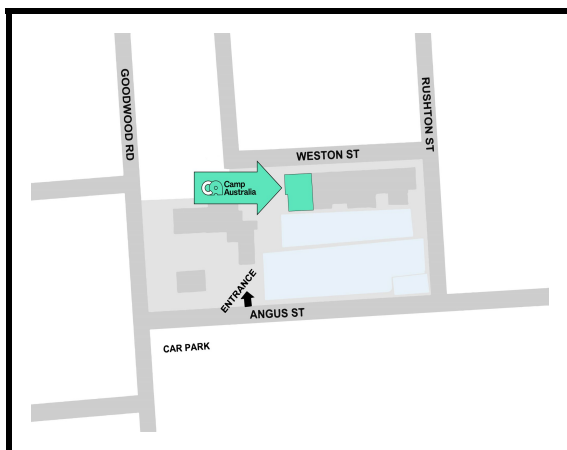 GOODWOOD RD
RUSHTON ST
WESTON ST
Camp
Australia
ENTRANCE
ANGUS ST
CAR PARK